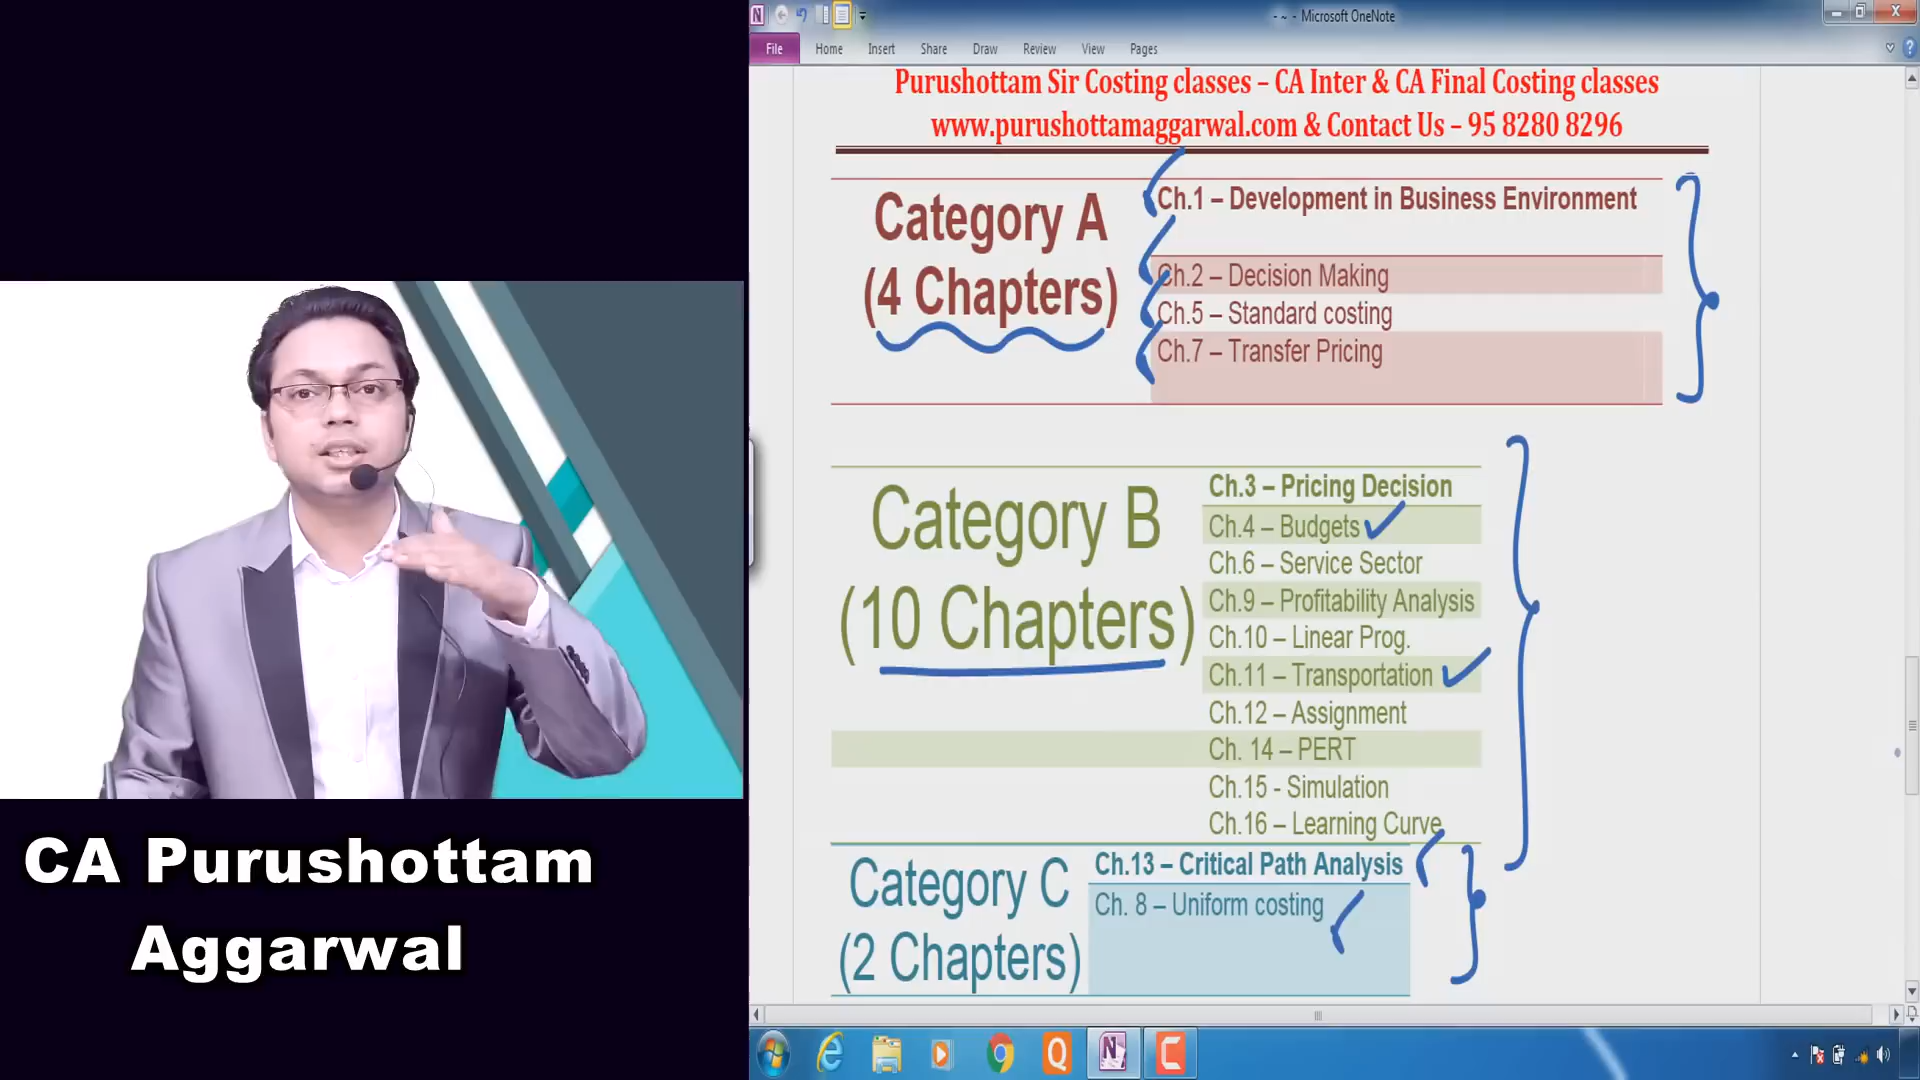 - ~ - Microsoft OneNote
File Home Insert Share Draw Review View Pages
Purushottam Sir Costing classes – CA Inter & CA Final Costing classes
www.purushottamaggarwal.com & Contact Us – 95 8280 8296
Category A
(4 Chapters)
Ch.1 – Development in Business Environment
Ch.2 – Decision Making
Ch.5 – Standard costing
Ch.7 – Transfer Pricing
Category B
(10 Chapters)
Ch.3 – Pricing Decision
Ch.4 – Budgets
Ch.6 – Service Sector
Ch.9 – Profitability Analysis
Ch.10 – Linear Prog.
Ch.11 – Transportation
Ch.12 – Assignment
Ch. 14 – PERT
Ch.15 - Simulation
Ch.16 – Learning Curve
Category C
(2 Chapters)
Ch.13 – Critical Path Analysis
Ch. 8 – Uniform costing
CA Purushottam
Aggarwal